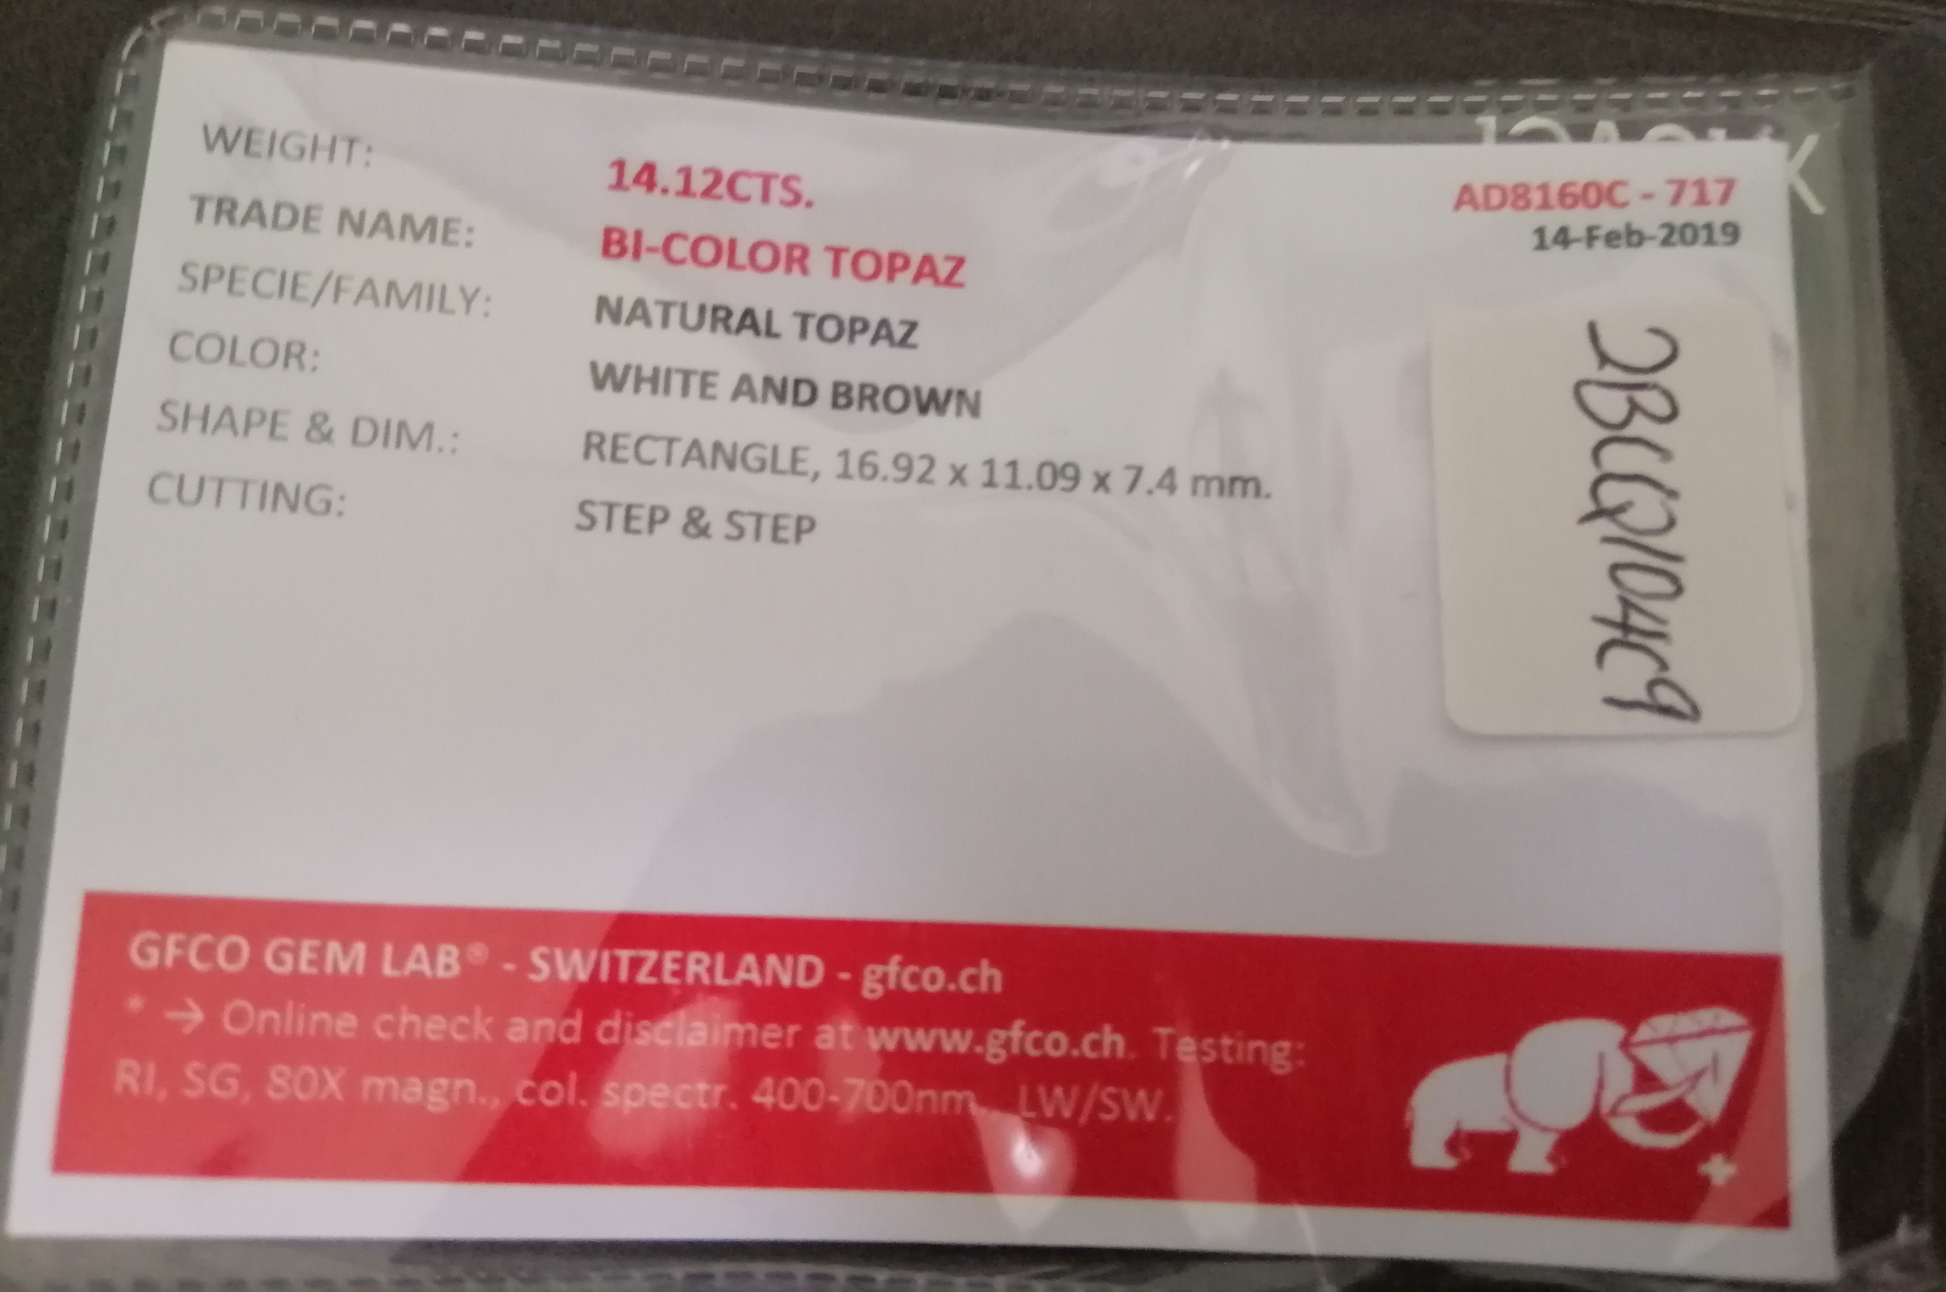 WEIGHT: 14.12CTS.
TRADE NAME: BI-COLOR TOPAZ
SPECIE/FAMILY: NATURAL TOPAZ
COLOR: WHITE AND BROWN
SHAPE & DIM.: RECTANGLE, 16.92 x 11.09 x 7.4 mm.
CUTTING: STEP & STEP
AD8160C - 717
14-Feb-2019
GFCO GEM LAB® - SWITZERLAND - gfco.ch
* → Online check and disclaimer at www.gfco.ch. Testing:
RI, SG, 80X magn., col. spectr. 400-700nm., LW/SW.